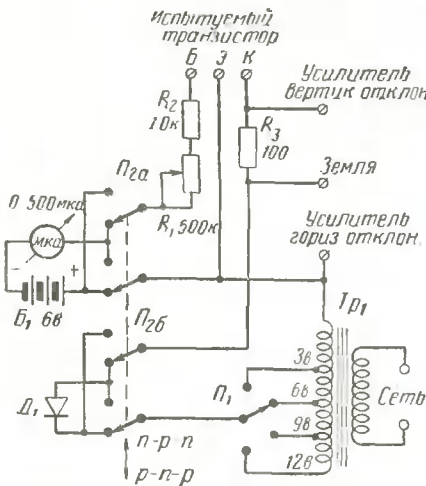 Испытуемый
транзистор
Б Э К
Усилитель
вертик отклон.
R2
10к
R3
100
П2а
Земля
0 500мка
R1 500к
Усилитель
гориз отклон.
мка
- +
Б1 6в
Тр1
П2б
3в
П1
6в
Сеть
Д1
9в
n-p-n
12в
p-n-p